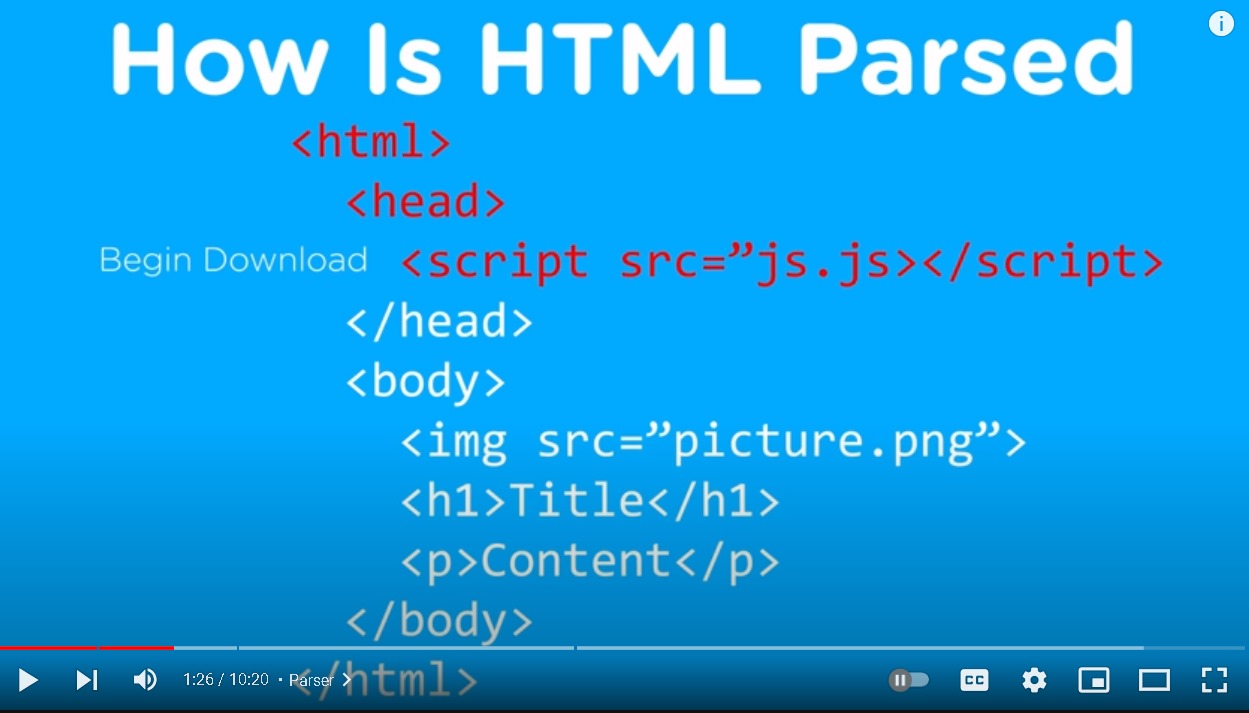 How Is HTML Parsed
<html>
<head>
Begin Download <script src=”js.js></script>
</head>
<body>
<img src=”picture.png”>
<h1>Title</h1>
<p>Content</p>
</body>
</html>
1:26 / 10:20 · Parser >
CC